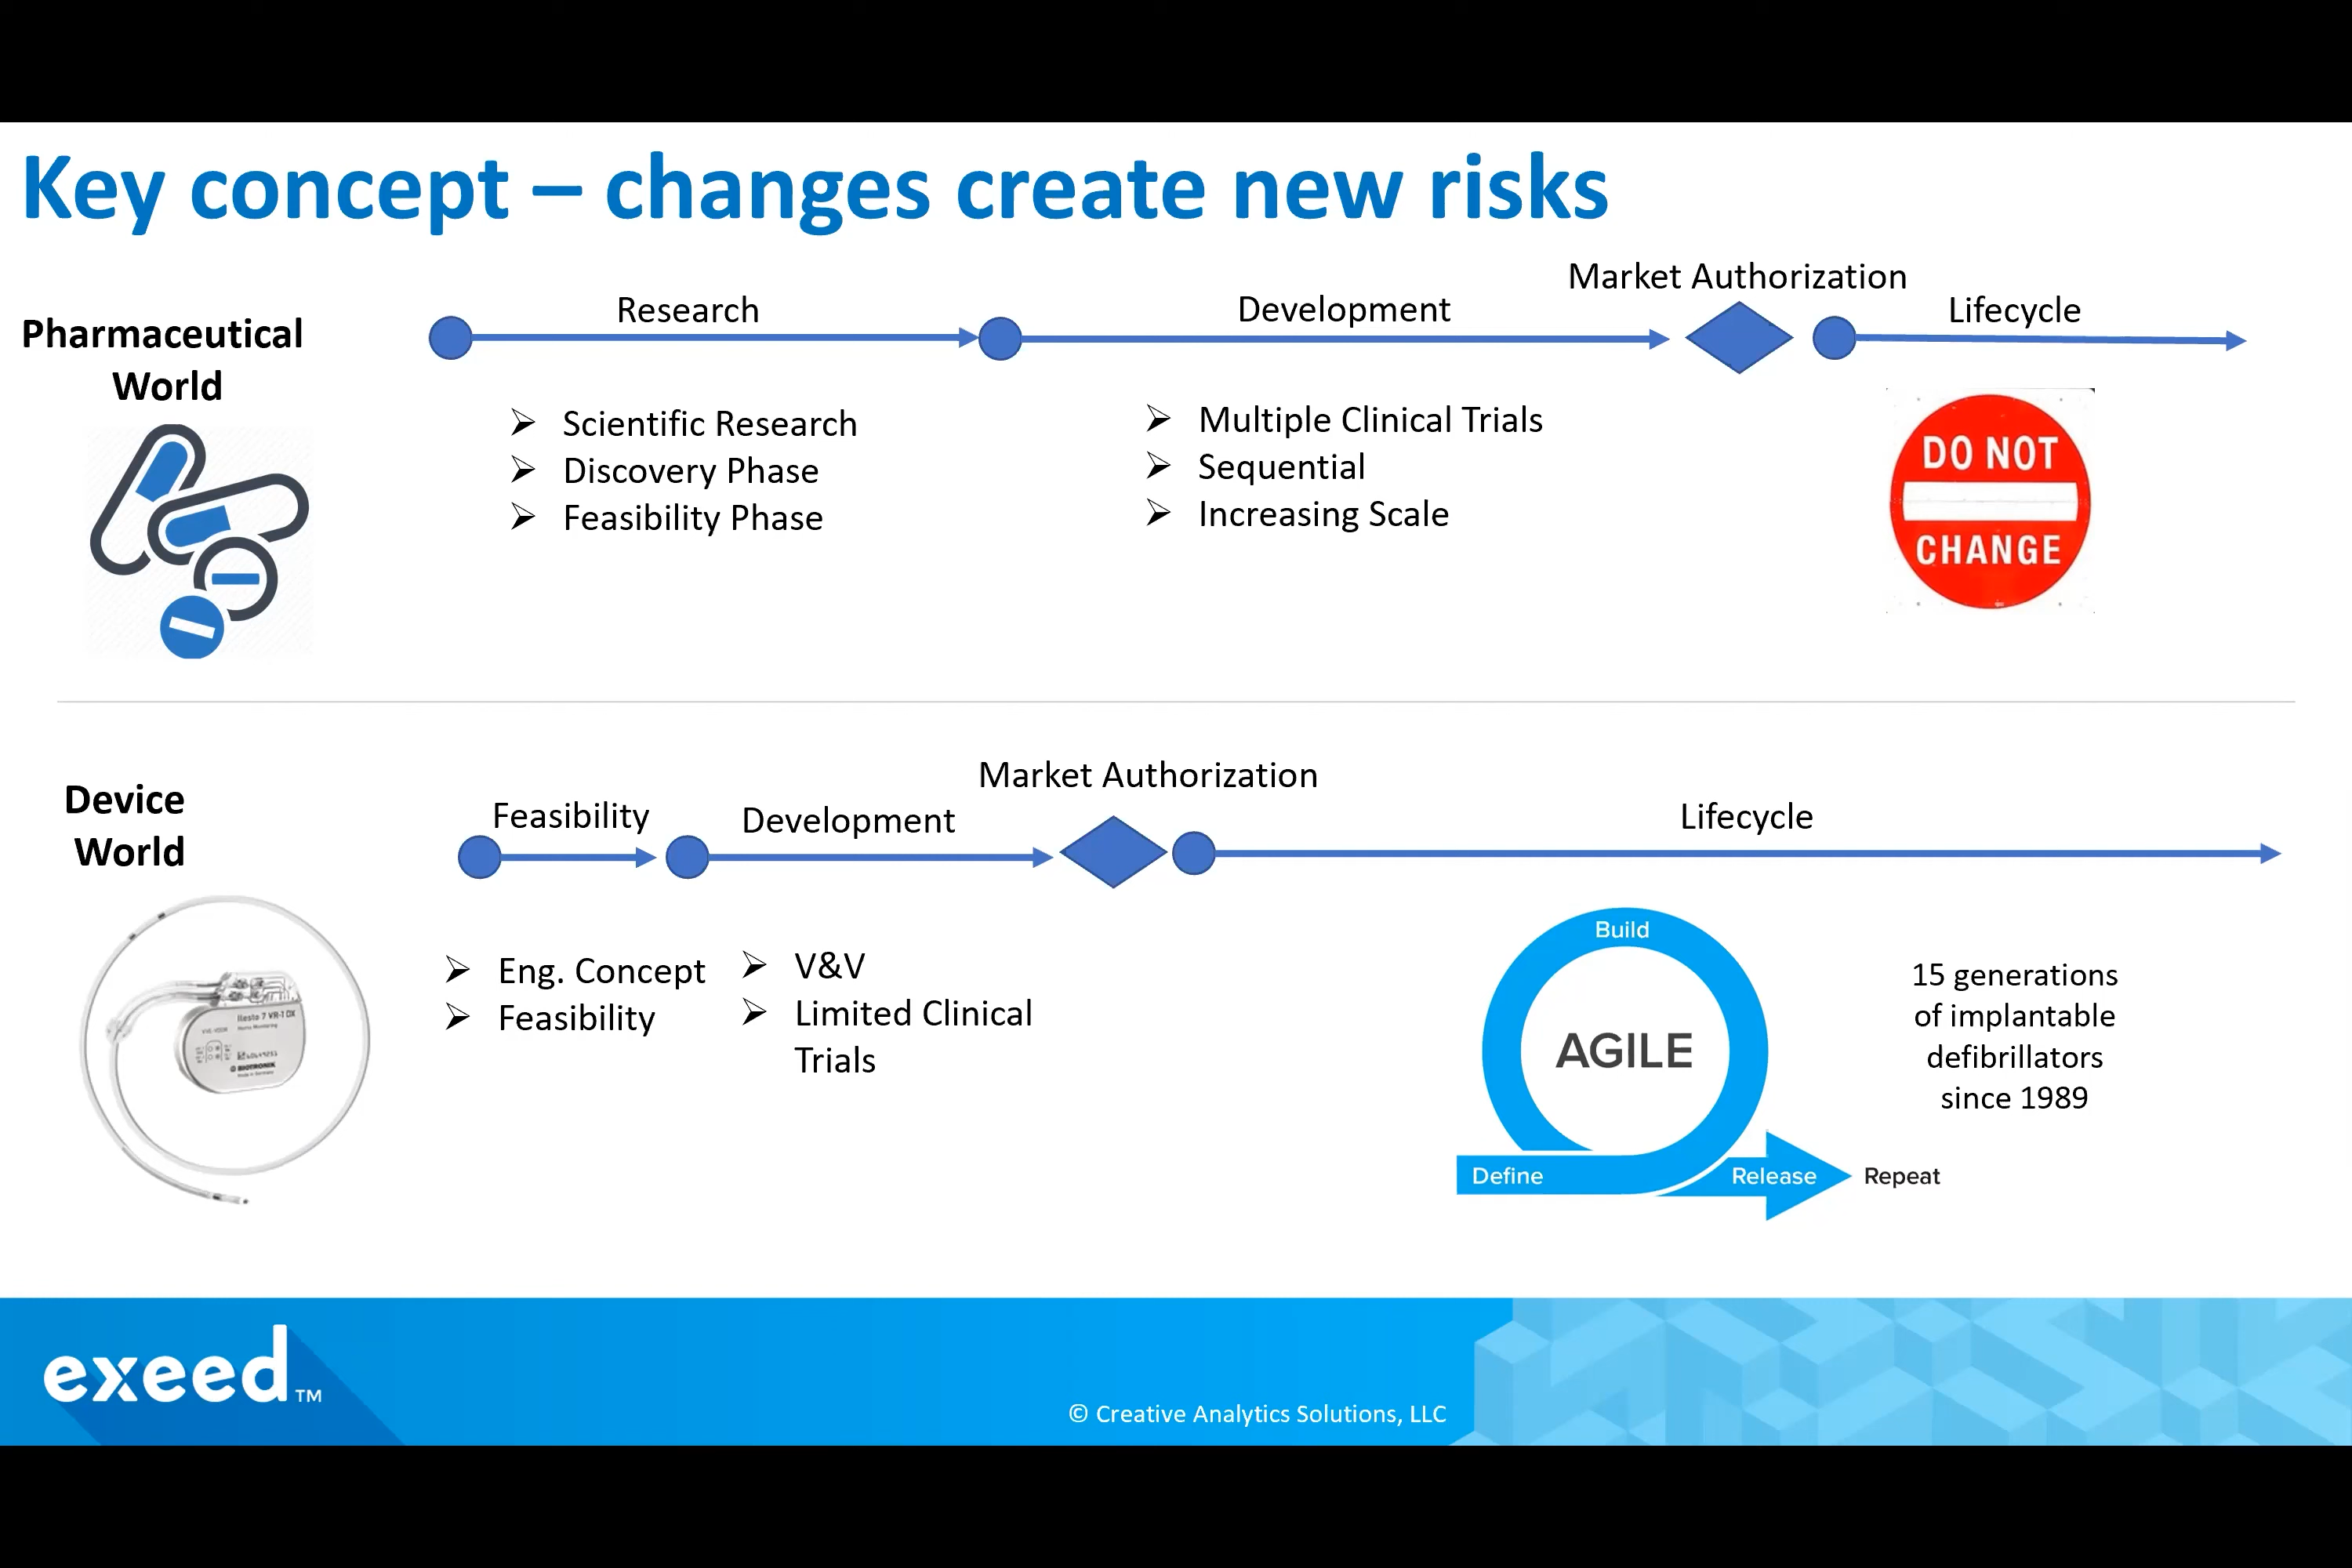 Key concept – changes create new risks
Market Authorization
Research
Development
Lifecycle
Pharmaceutical
World
➢ Scientific Research
➢ Discovery Phase
➢ Feasibility Phase
➢ Multiple Clinical Trials
➢ Sequential
➢ Increasing Scale
DO NOT
CHANGE
Market Authorization
Device
World
Feasibility
Development
Lifecycle
➢ Eng. Concept
➢ Feasibility
➢ V&V
➢ Limited Clinical
Trials
Home Monitoring
BIOTRONIK
Build
AGILE
Define
Release
Repeat
15 generations
of implantable
defibrillators
since 1989
exeed™
© Creative Analytics Solutions, LLC